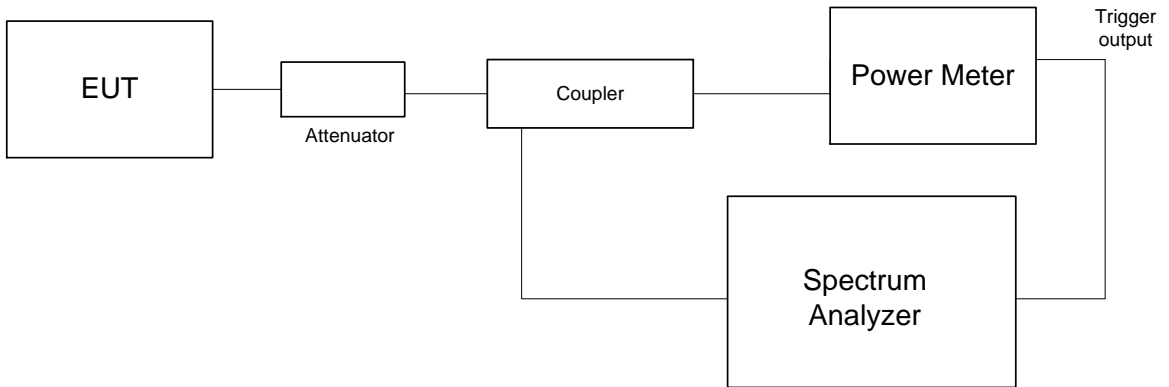 EUT
Attenuator
Coupler
Power Meter
Trigger
output
Spectrum
Analyzer